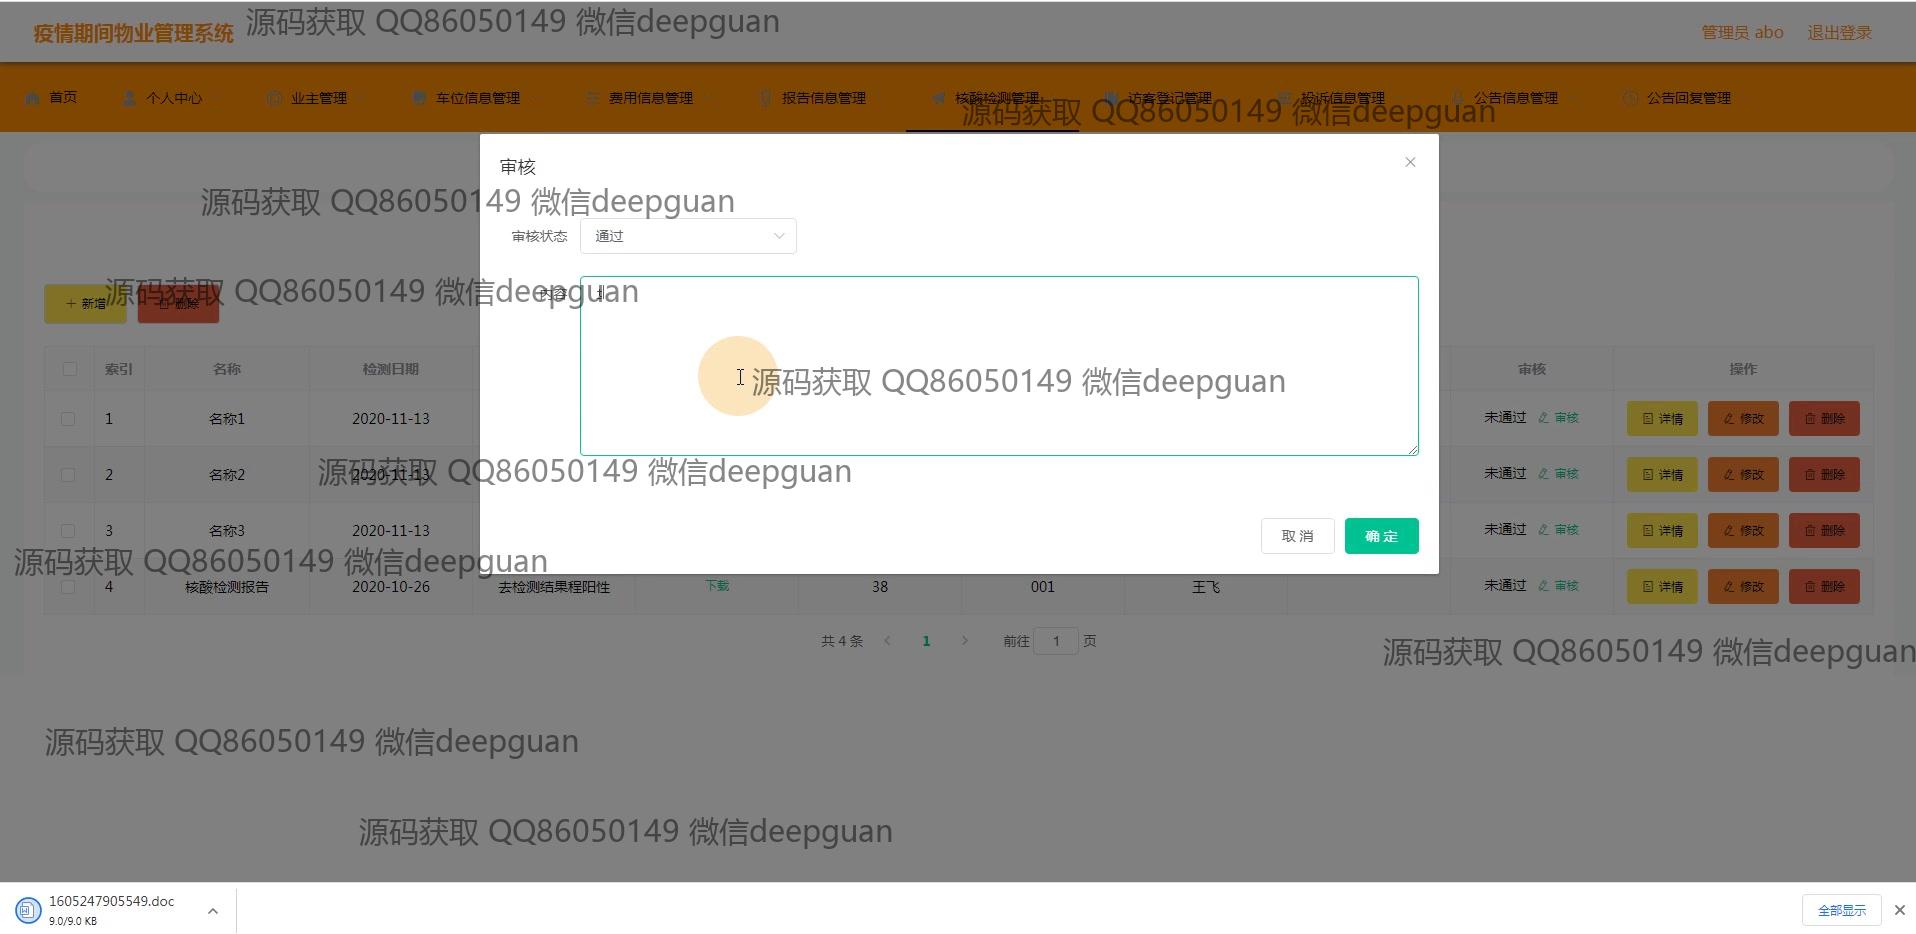 疫情期间物业管理系统
源码获取 QQ86050149 微信deepguan
管理员 abo 退出登录
首页 个人中心 业主管理 车位信息管理 费用信息管理 报告信息管理 核酸检测管理 访客登记管理 投诉信息管理 公告信息管理 公告回复管理
源码获取 QQ86050149 微信deepguan
审核
源码获取 QQ86050149 微信deepguan
审核状态 通过
源码获取 QQ86050149 微信deepguan
内容
新增 删除
索引 名称 检测日期 审核 操作
源码获取 QQ86050149 微信deepguan
1 名称1 2020-11-13 未通过 审核 详情 修改 删除
2 名称2 2020-11-13 未通过 审核 详情 修改 删除
源码获取 QQ86050149 微信deepguan
3 名称3 2020-11-13 未通过 审核 详情 修改 删除
取消 确定
源码获取 QQ86050149 微信deepguan
4 核酸检测报告 2020-10-26 去检测结果程阳性 下载 38 001 王飞 未通过 审核 详情 修改 删除
共 4 条 1 前往 1 页
源码获取 QQ86050149 微信deepguan
源码获取 QQ86050149 微信deepguan
源码获取 QQ86050149 微信deepguan
1605247905549.doc
9.0/9.0 KB
全部显示